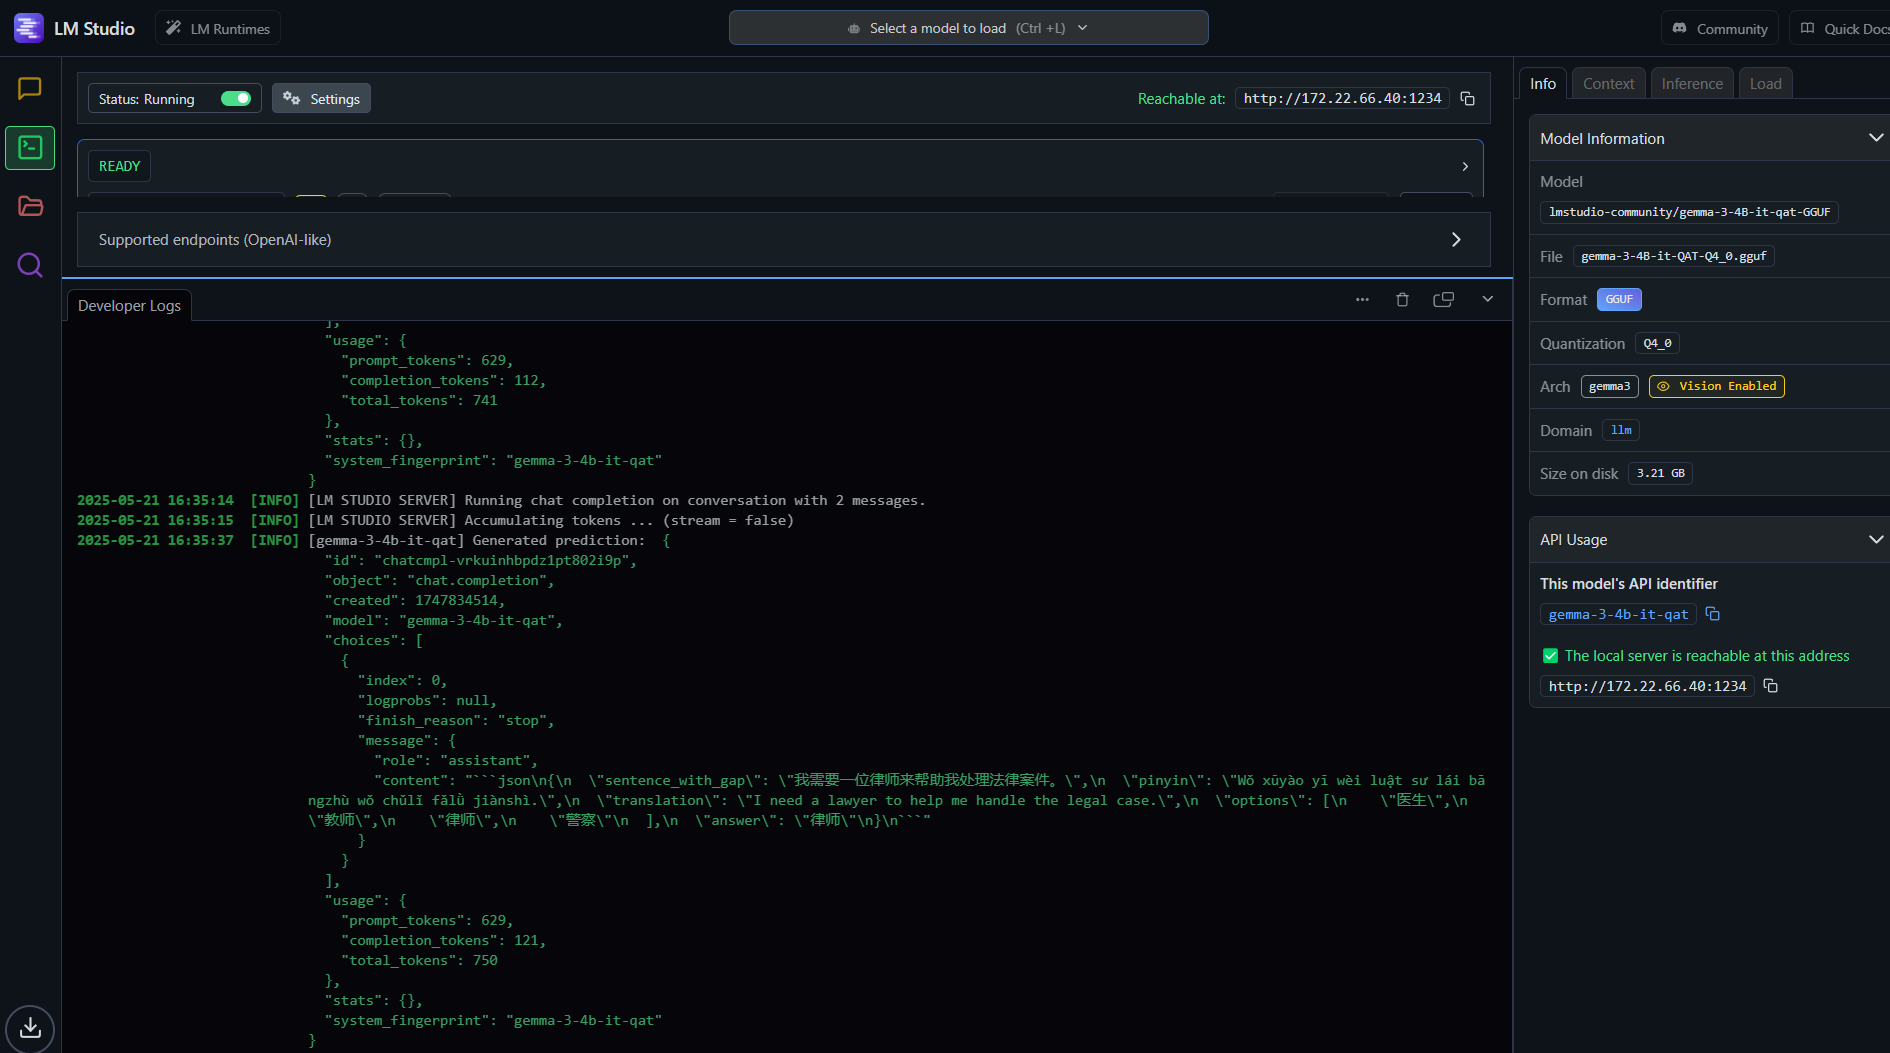 LM Studio
LM Runtimes
Select a model to load (Ctrl +L)
Community
Quick Docs
Status: Running
Settings
Reachable at: http://172.22.66.40:1234
READY
Supported endpoints (OpenAI-like)
Developer Logs
],
"usage": {
"prompt_tokens": 629,
"completion_tokens": 112,
"total_tokens": 741
},
"stats": {},
"system_fingerprint": "gemma-3-4b-it-qat"
}
2025-05-21 16:35:14 [INFO] [LM STUDIO SERVER] Running chat completion on conversation with 2 messages.
2025-05-21 16:35:15 [INFO] [LM STUDIO SERVER] Accumulating tokens ... (stream = false)
2025-05-21 16:35:37 [INFO] [gemma-3-4b-it-qat] Generated prediction: {
"id": "chatcmpl-vrkuinhbpdz1pt802i9p",
"object": "chat.completion",
"created": 1747834514,
"model": "gemma-3-4b-it-qat",
"choices": [
{
"index": 0,
"logprobs": null,
"finish_reason": "stop",
"message": {
"role": "assistant",
"content": "```json\n{\n  \"sentence_with_gap\": \"我需要一位律师来帮助我处理法律案件。\",\n  \"pinyin\": \"Wǒ xūyào yī wèi luật sư lái bā
ngzhù wǒ chǔlǐ fǎlǜ jiànshì.\",\n  \"translation\": \"I need a lawyer to help me handle the legal case.\",\n  \"options\": [\n    \"医生\",\n
\"教师\",\n    \"律师\",\n    \"警察\"\n  ],\n  \"answer\": \"律师\"\n}\n```"
}
}
],
"usage": {
"prompt_tokens": 629,
"completion_tokens": 121,
"total_tokens": 750
},
"stats": {},
"system_fingerprint": "gemma-3-4b-it-qat"
}
Info
Context
Inference
Load
Model Information
Model
lmstudio-community/gemma-3-4B-it-qat-GGUF
File gemma-3-4B-it-QAT-Q4_0.gguf
Format GGUF
Quantization Q4_0
Arch gemma3 Vision Enabled
Domain llm
Size on disk 3.21 GB
API Usage
This model's API identifier
gemma-3-4b-it-qat
The local server is reachable at this address
http://172.22.66.40:1234